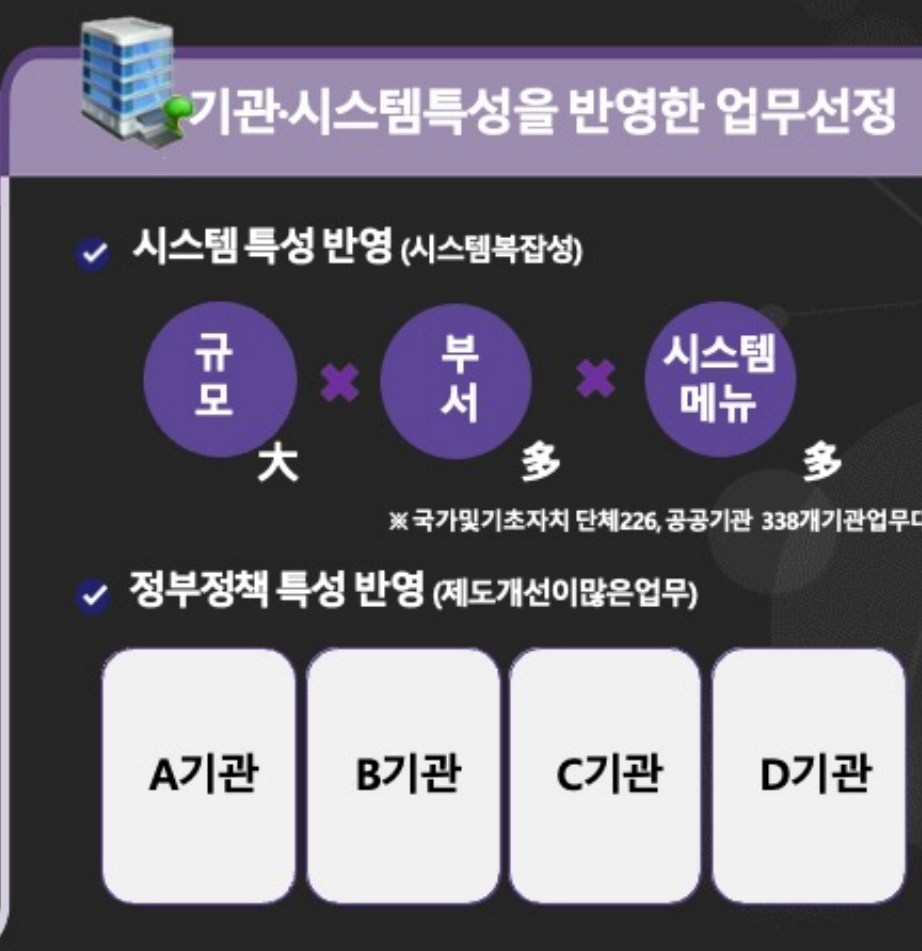 기관·시스템특성을 반영한 업무선정
시스템 특성 반영 (시스템복잡성)
규
모
大
부
서
多
시스템
메뉴
多
※ 국가및기초자치 단체226, 공공기관 338개기관업무
정부정책 특성 반영 (제도개선이많은업무)
A기관 B기관 C기관 D기관